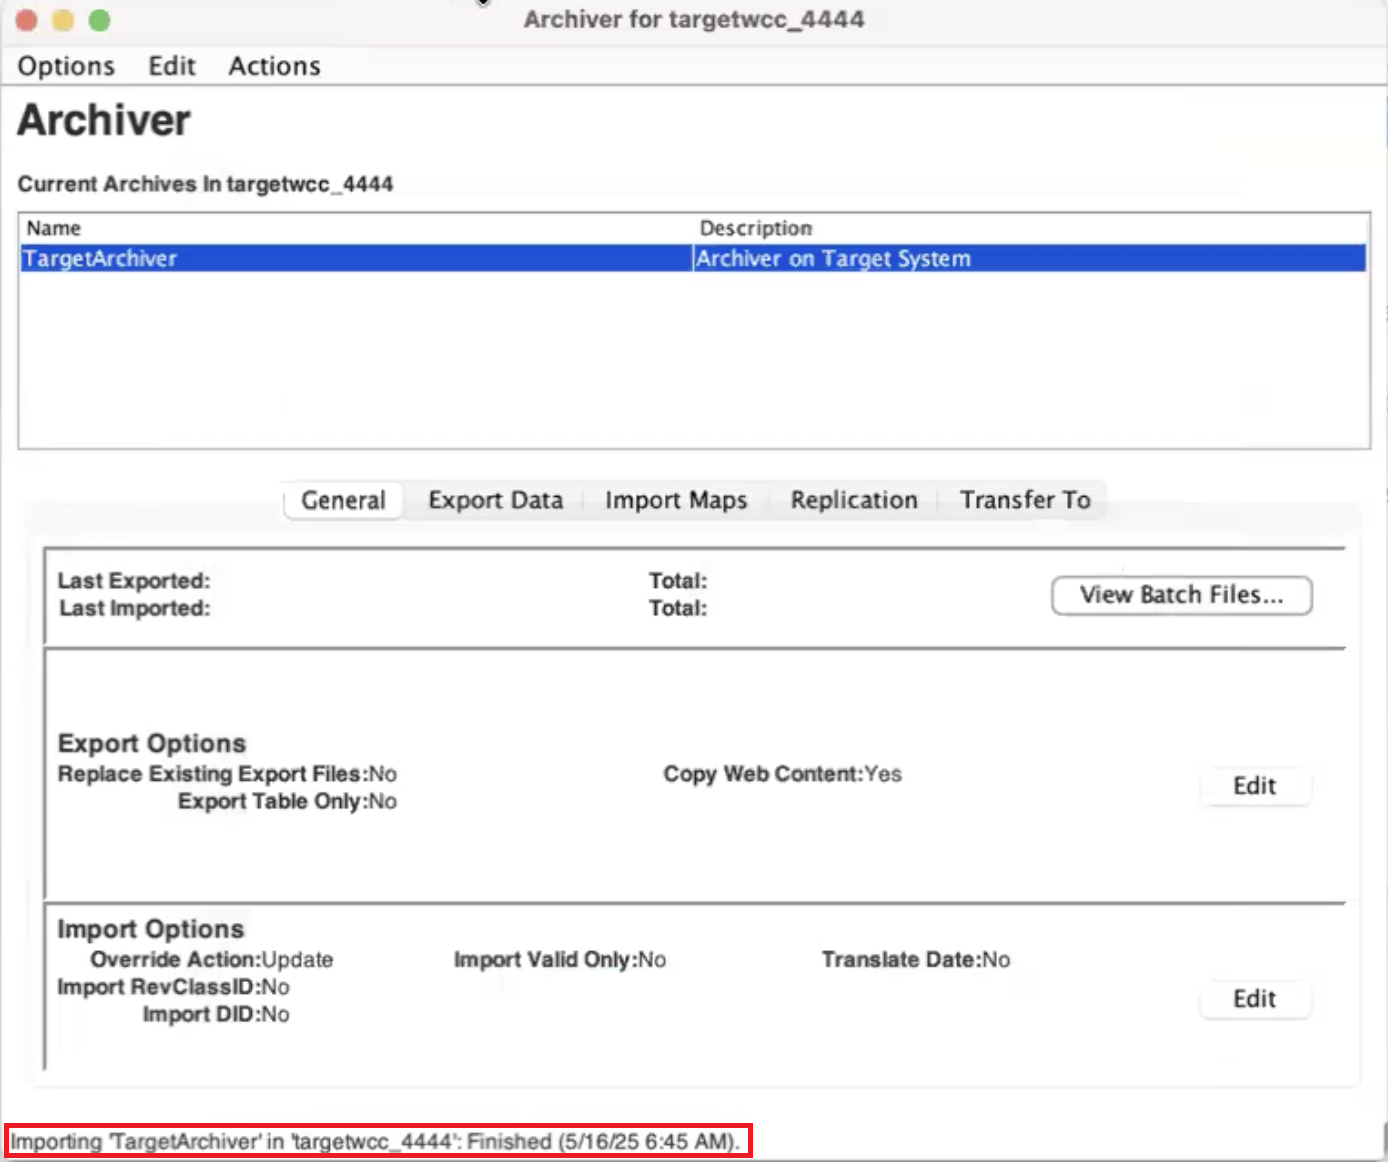 Archiver for targetwcc_4444
Options Edit Actions
Archiver
Current Archives In targetwcc_4444
Name Description
TargetArchiver Archiver on Target System
General Export Data Import Maps Replication Transfer To
Last Exported: Total:
Last Imported: Total:
View Batch Files...
Export Options
Replace Existing Export Files:No Copy Web Content:Yes
Export Table Only:No
Edit
Import Options
Override Action:Update Import Valid Only:No Translate Date:No
Import RevClassID:No
Import DID:No
Edit
Importing 'TargetArchiver' in 'targetwcc_4444': Finished (5/16/25 6:45 AM).